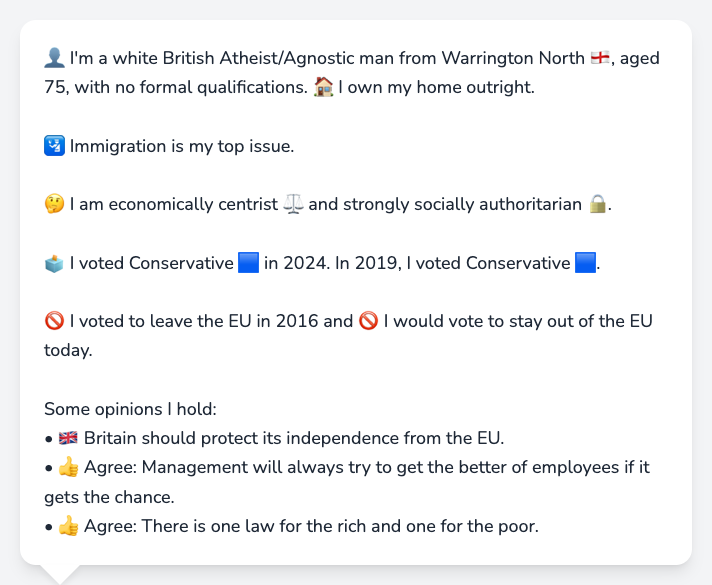 👤 I'm a white British Atheist/Agnostic man from Warrington North 🏴󠁧󠁢󠁥󠁮󠁧󠁿, aged
75, with no formal qualifications. 🏠 I own my home outright.
🛂 Immigration is my top issue.
🤔 I am economically centrist ⚖️ and strongly socially authoritarian 🔒.
🗳️ I voted Conservative 🟦 in 2024. In 2019, I voted Conservative 🟦.
🚫 I voted to leave the EU in 2016 and 🚫 I would vote to stay out of the EU
today.
Some opinions I hold:
• 🇬🇧 Britain should protect its independence from the EU.
• 👍 Agree: Management will always try to get the better of employees if it
gets the chance.
• 👍 Agree: There is one law for the rich and one for the poor.